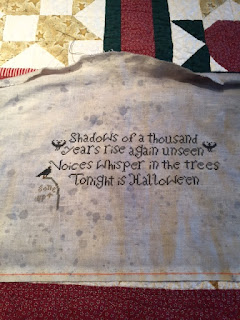 Shadows of a thousand
years rise again unseen
Voices whisper in the trees
Tonight is Halloween